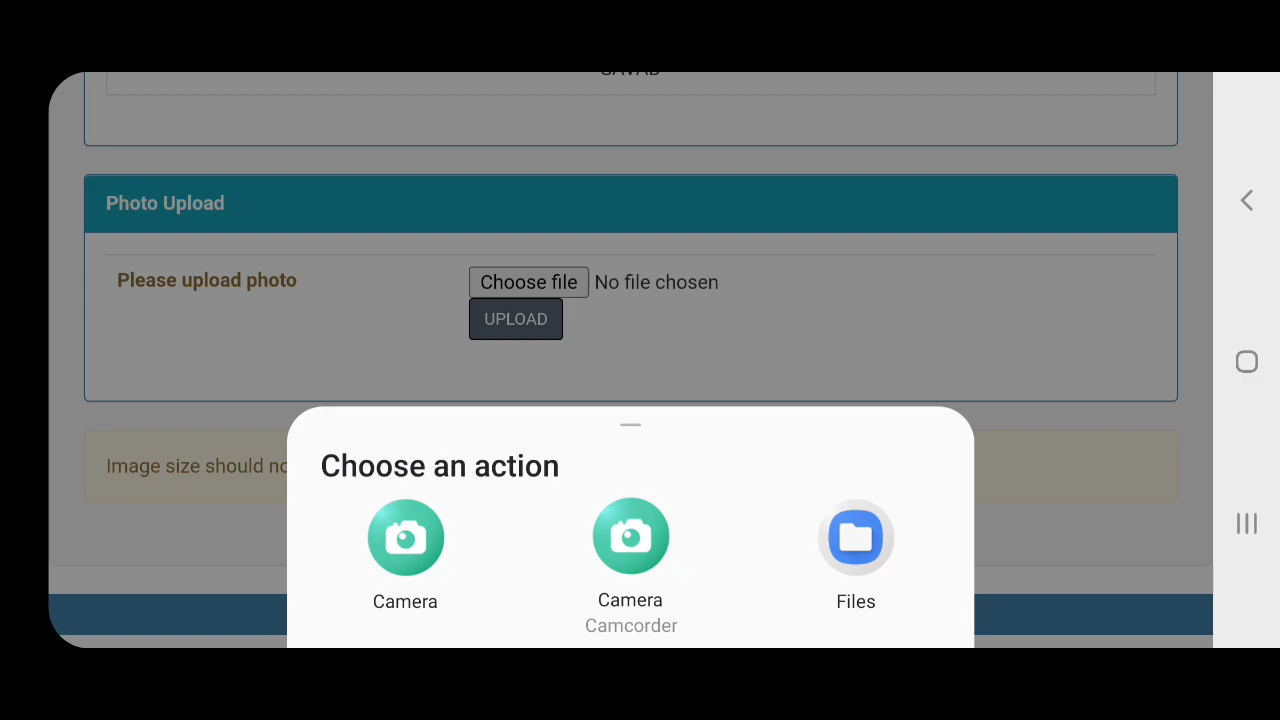 Photo Upload
Please upload photo
Choose file No file chosen
UPLOAD
Image size should
Choose an action
Camera
Camera
Camcorder
Files